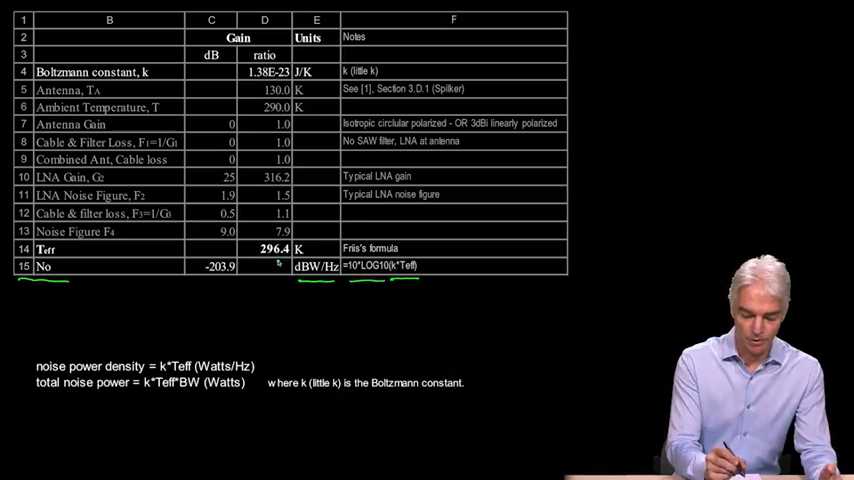 1 B C D E F
2 Gain Units Notes
3 dB ratio
4 Boltzmann constant, k 1.38E-23 J/K k (little k)
5 Antenna, TA 130.0 K See [1], Section 3.D.1 (Spilker)
6 Ambient Temperature, T 290.0 K
7 Antenna Gain 0 1.0 Isotropic circlular polarized - OR 3dBi linearly polarized
8 Cable & Filter Loss, F1=1/G1 0 1.0 No SAW filter, LNA at antenna
9 Combined Ant, Cable loss 0 1.0
10 LNA Gain, G2 25 316.2 Typical LNA gain
11 LNA Noise Figure, F2 1.9 1.5 Typical LNA noise figure
12 Cable & filter loss, F3=1/G3 0.5 1.1
13 Noise Figure F4 9.0 7.9
14 Teff 296.4 K Friis's formula
15 No -203.9 dBW/Hz =10*LOG10(k*Teff)
noise power density = k*Teff (Watts/Hz)
total noise power = k*Teff*BW (Watts) where k (little k) is the Boltzmann constant.